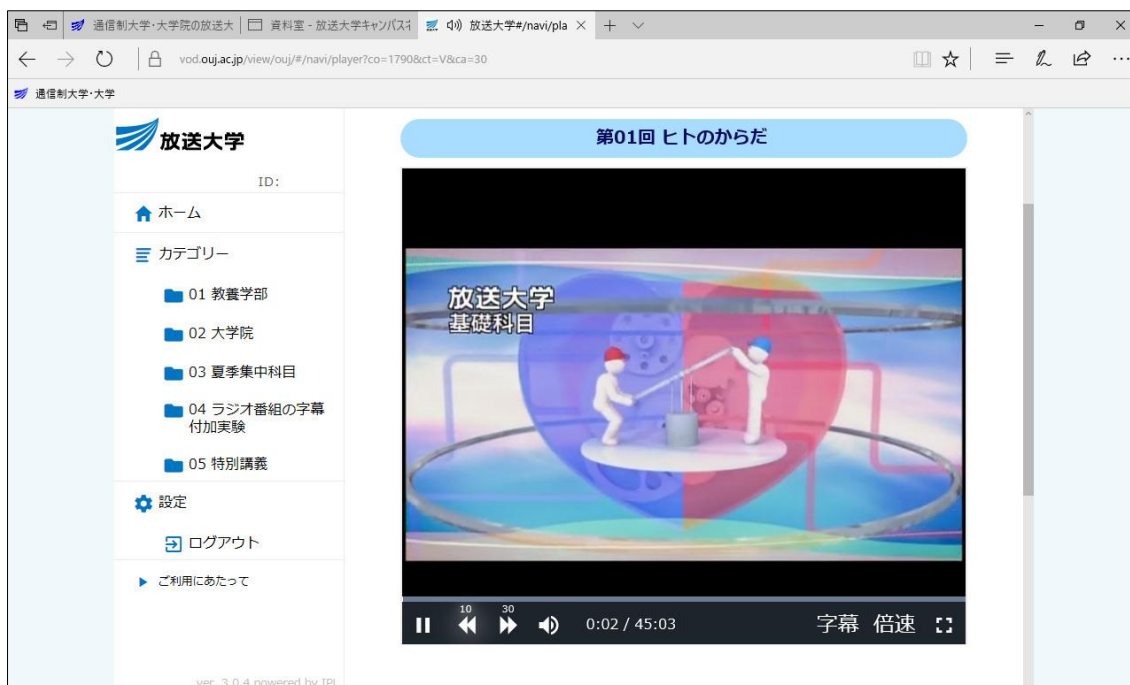 通信制大学・大学院の放送大
資料室 - 放送大学キャンパスネ
放送大学#/navi/pla
vod.ouj.ac.jp/view/ouj/#/navi/player?co=1790&ct=V&ca=30
通信制大学・大学
放送大学
第01回 ヒトのからだ
ID:
ホーム
カテゴリー
01 教養学部
02 大学院
03 夏季集中科目
04 ラジオ番組の字幕
付加実験
05 特別講義
設定
ログアウト
ご利用にあたって
放送大学
基礎科目
10 30
0:02 / 45:03
字幕 倍速
ver. 3.0.4 powered by IPL